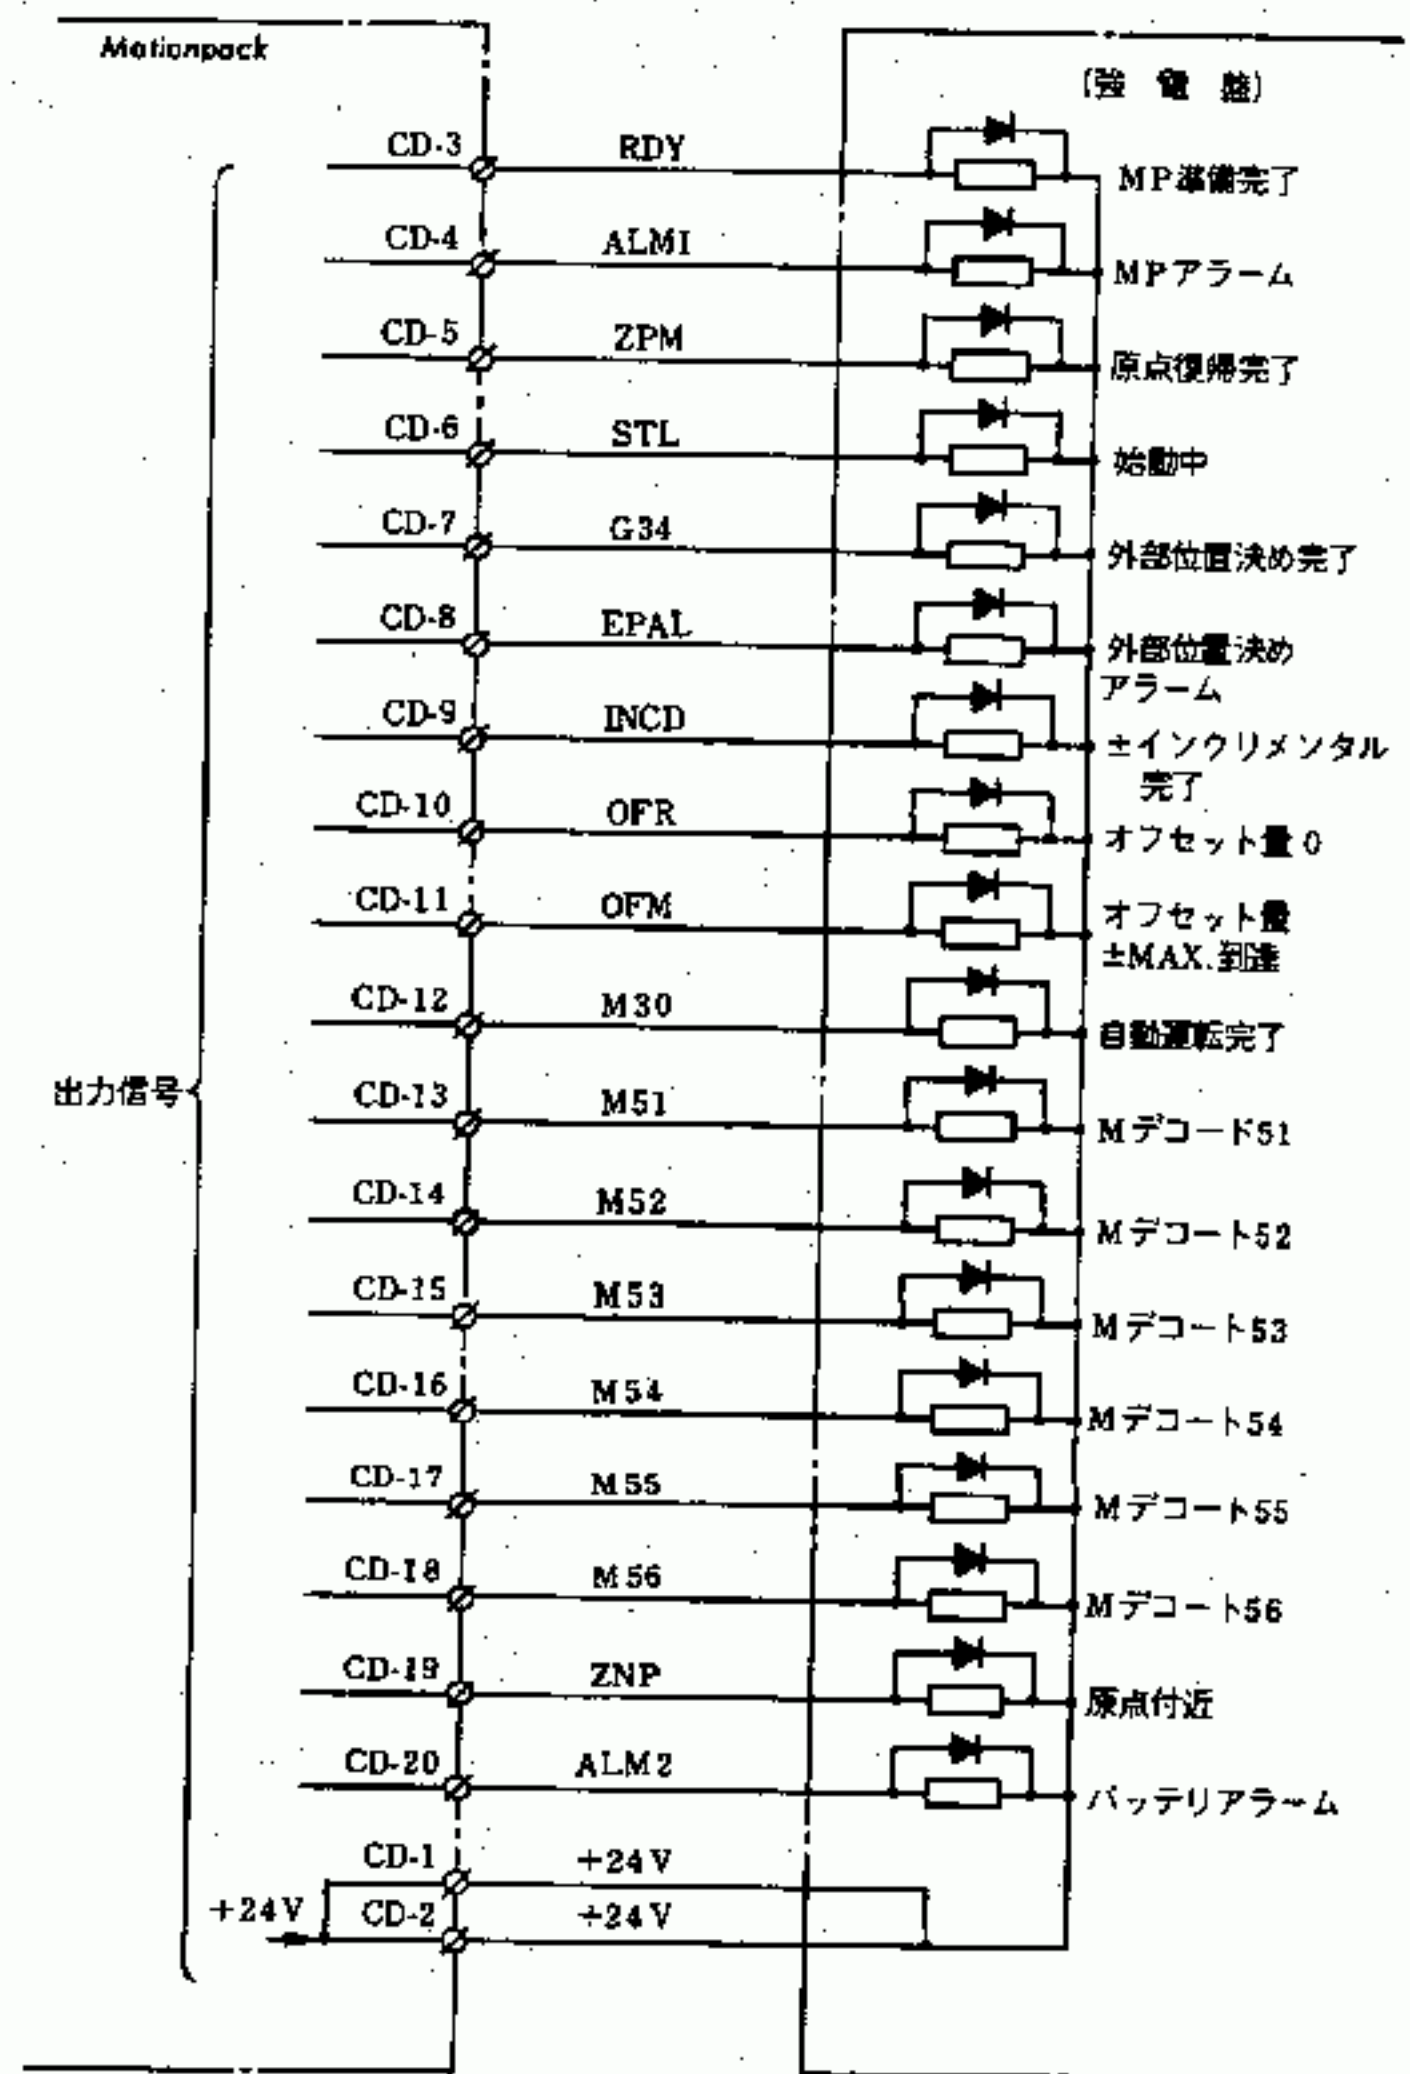 Motionpack
(強 電 盤)
CD-3 RDY MP準備完了
CD-4 ALM1 MPアラーム
CD-5 ZPM 原点復帰完了
CD-6 STL 始動中
CD-7 G34 外部位置決め完了
CD-8 EPAL 外部位置決め
アラーム
CD-9 INCD ±インクリメンタル
完了
CD-10 OFR オフセット量0
CD-11 OFM オフセット量
±MAX.到達
CD-12 M30 自動運転完了
出力信号
CD-13 M51 Mデコード51
CD-14 M52 Mデコート52
CD-15 M53 Mデコート53
CD-16 M54 Mデコート54
CD-17 M55 Mデコート55
CD-18 M56 Mデコート56
CD-19 ZNP 原点付近
CD-20 ALM2 バッテリアラーム
CD-1 +24V
+24V CD-2 +24V